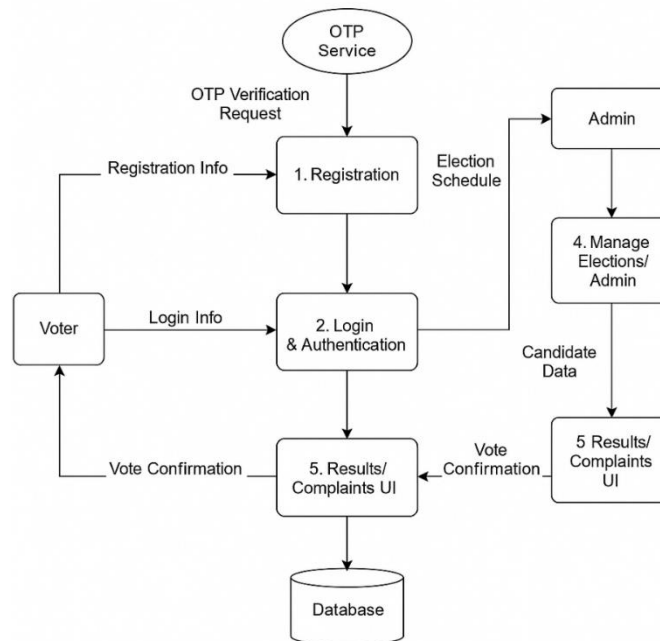 OTP
Service
OTP Verification
Request
Admin
Registration Info
1. Registration
Election
Schedule
4. Manage
Elections/
Admin
Voter
Login Info
2. Login
& Authentication
Candidate
Data
Vote Confirmation
5. Results/
Complaints UI
Vote
Confirmation
5 Results/
Complaints UI
Database